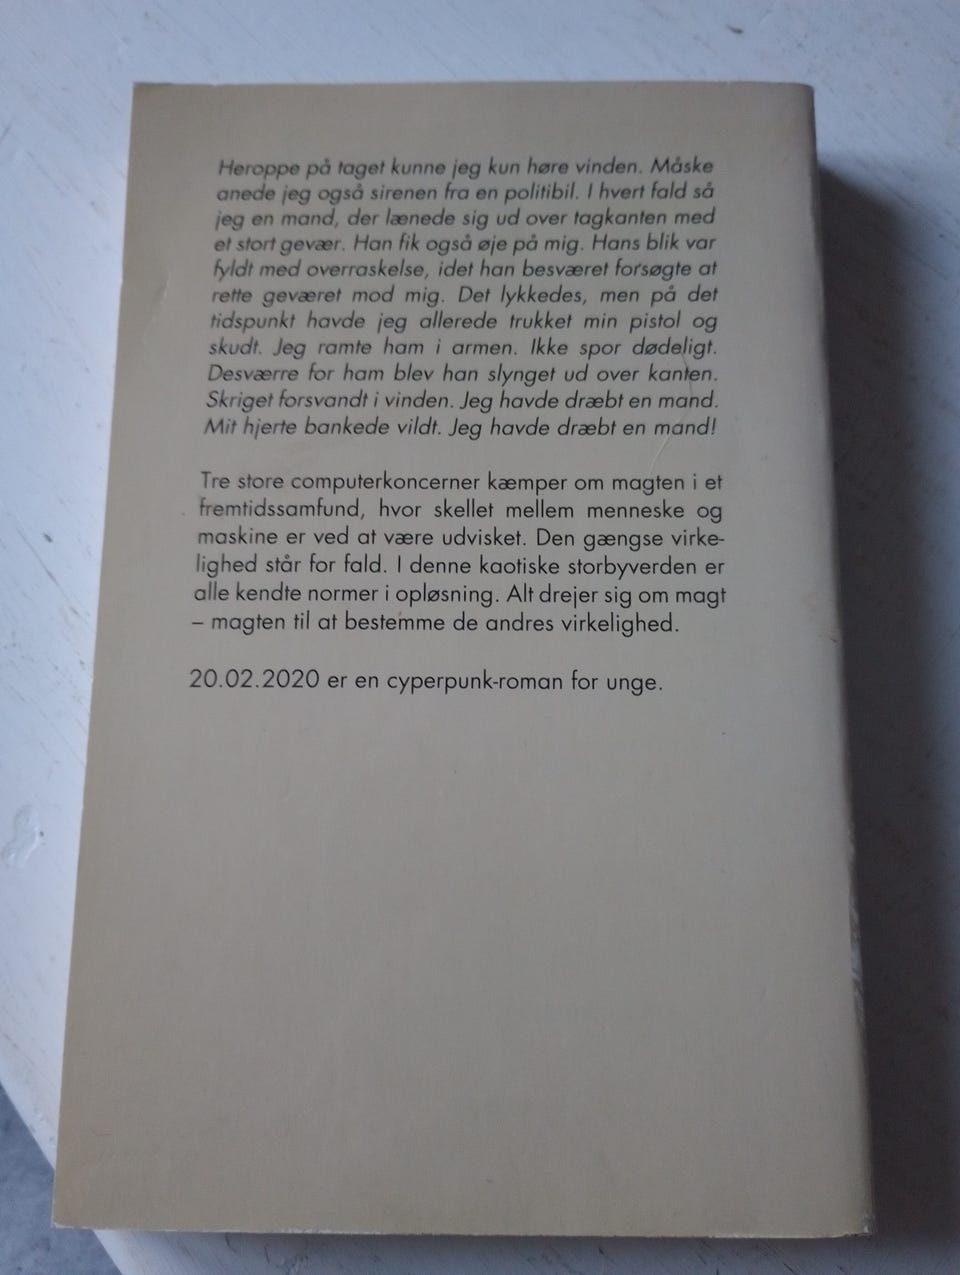 Heroppe på taget kunne jeg kun høre vinden. Måske
anede jeg også sirenen fra en politibil. I hvert fald så
jeg en mand, der lænede sig ud over tagkanten med
et stort gevær. Han fik også øje på mig. Hans blik var
fyldt med overraskelse, idet han besværet forsøgte at
rette geværet mod mig. Det lykkedes, men på det
tidspunkt havde jeg allerede trukket min pistol og
skudt. Jeg ramte ham i armen. Ikke spor dødeligt.
Desværre for ham blev han slynget ud over kanten.
Skriget forsvandt i vinden. Jeg havde dræbt en mand.
Mit hjerte bankede vildt. Jeg havde dræbt en mand!
Tre store computerkoncerner kæmper om magten i et
fremtidssamfund, hvor skellet mellem menneske og
maskine er ved at være udvisket. Den gængse virke-
lighed står for fald. I denne kaotiske storbyverden er
alle kendte normer i opløsning. Alt drejer sig om magt
– magten til at bestemme de andres virkelighed.
20.02.2020 er en cyperpunk-roman for unge.